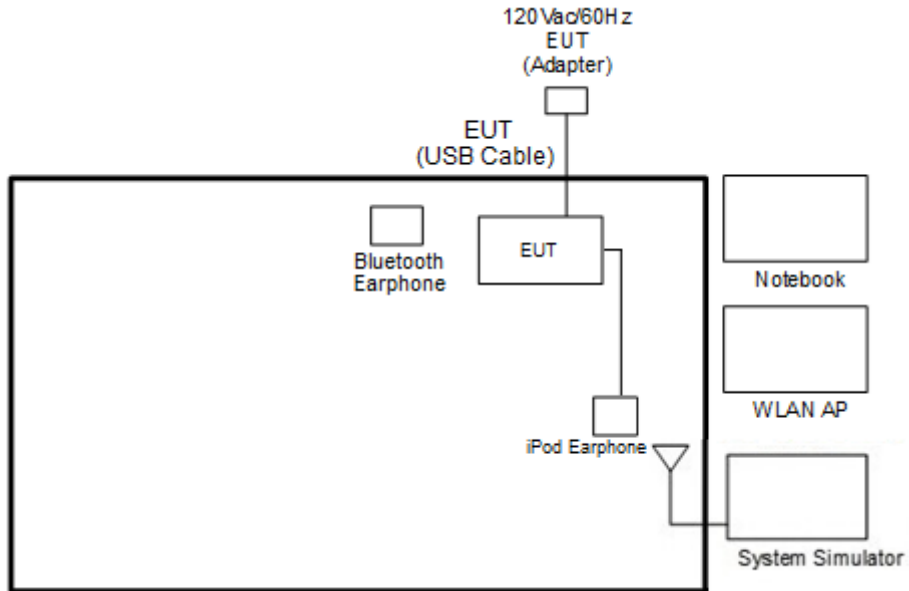 120Vac/60Hz
EUT
(Adapter)
EUT
(USB Cable)
EUT
Bluetooth
Earphone
Notebook
WLAN AP
iPod Earphone
System Simulator